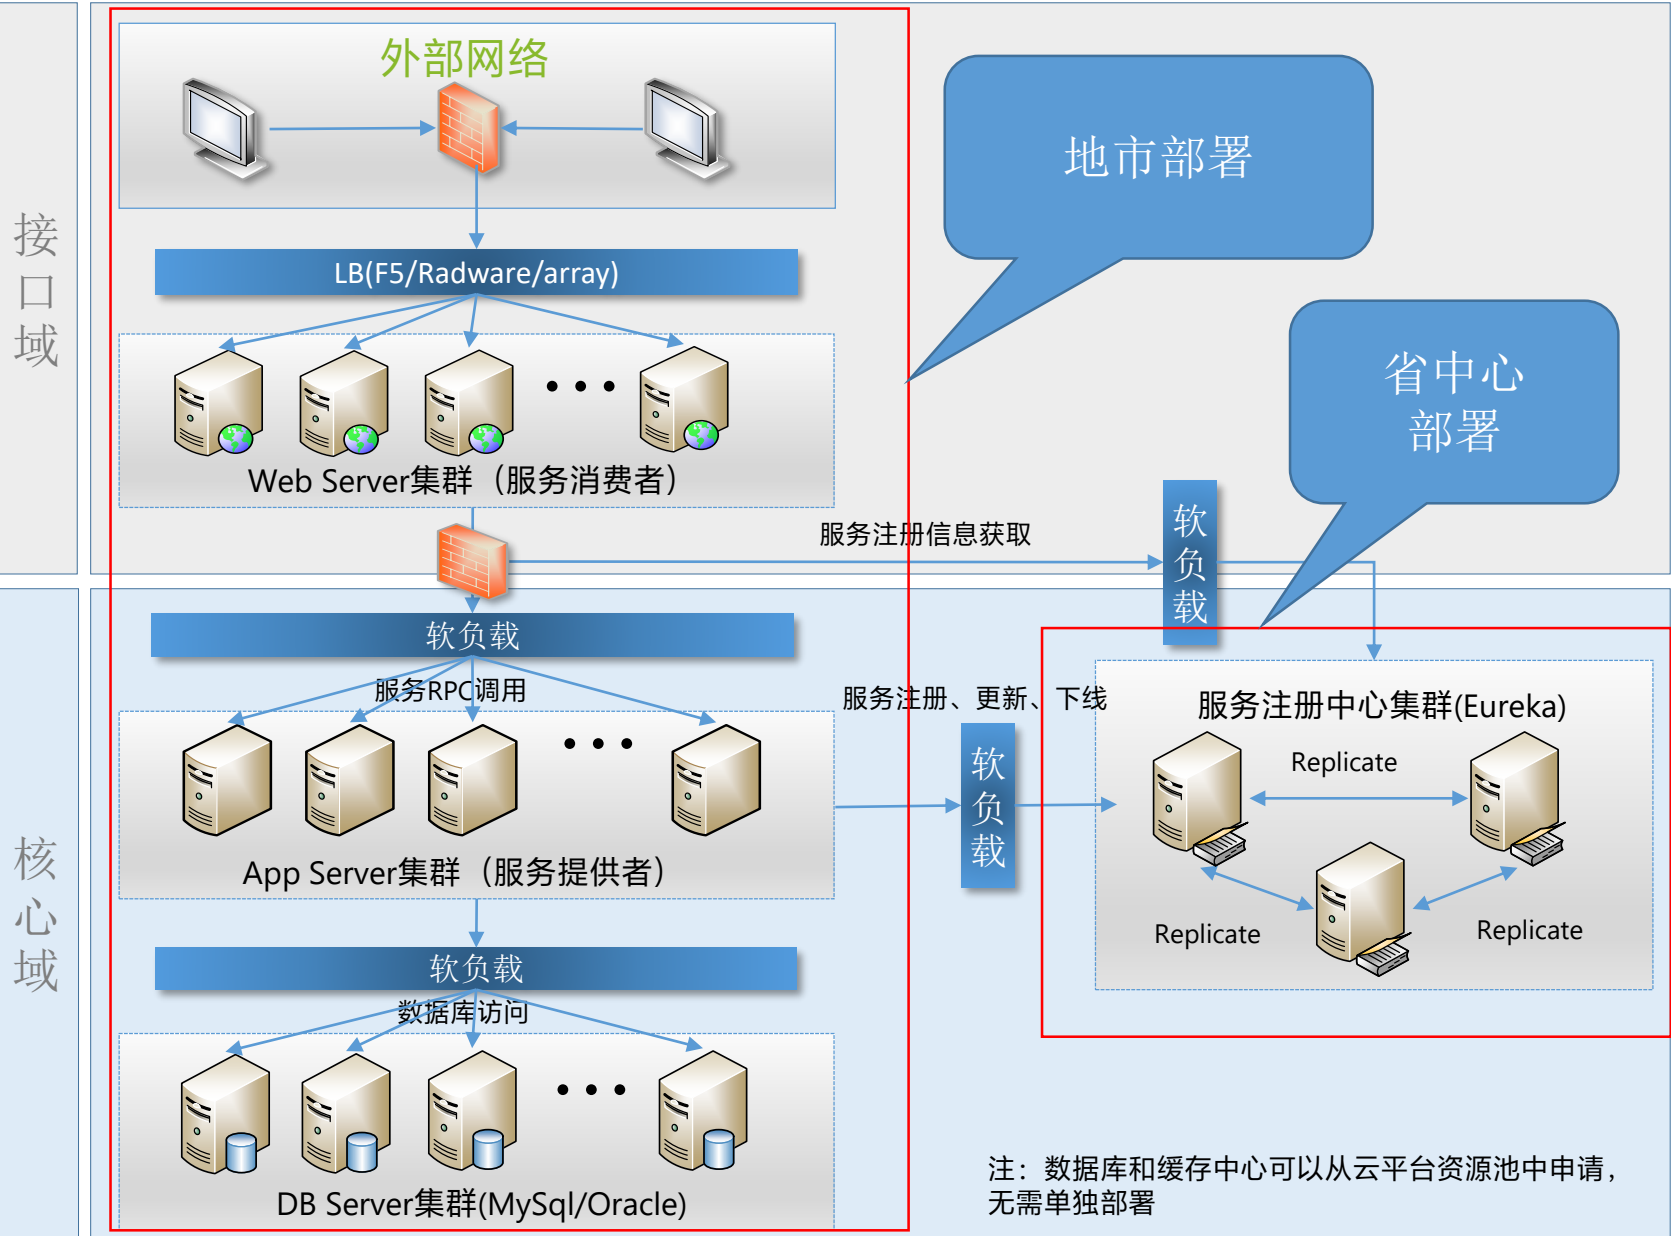 外部网络
地市部署
接
口
域
LB(F5/Radware/array)
省中心
部署
Web Server集群（服务消费者）
服务注册信息获取
软
负
载
软负载
服务RPC调用
服务注册、更新、下线
服务注册中心集群(Eureka)
Replicate
软
负
载
核
心
域
App Server集群（服务提供者）
Replicate
Replicate
软负载
数据库访问
DB Server集群(MySql/Oracle)
注：数据库和缓存中心可以从云平台资源池中申请，
无需单独部署